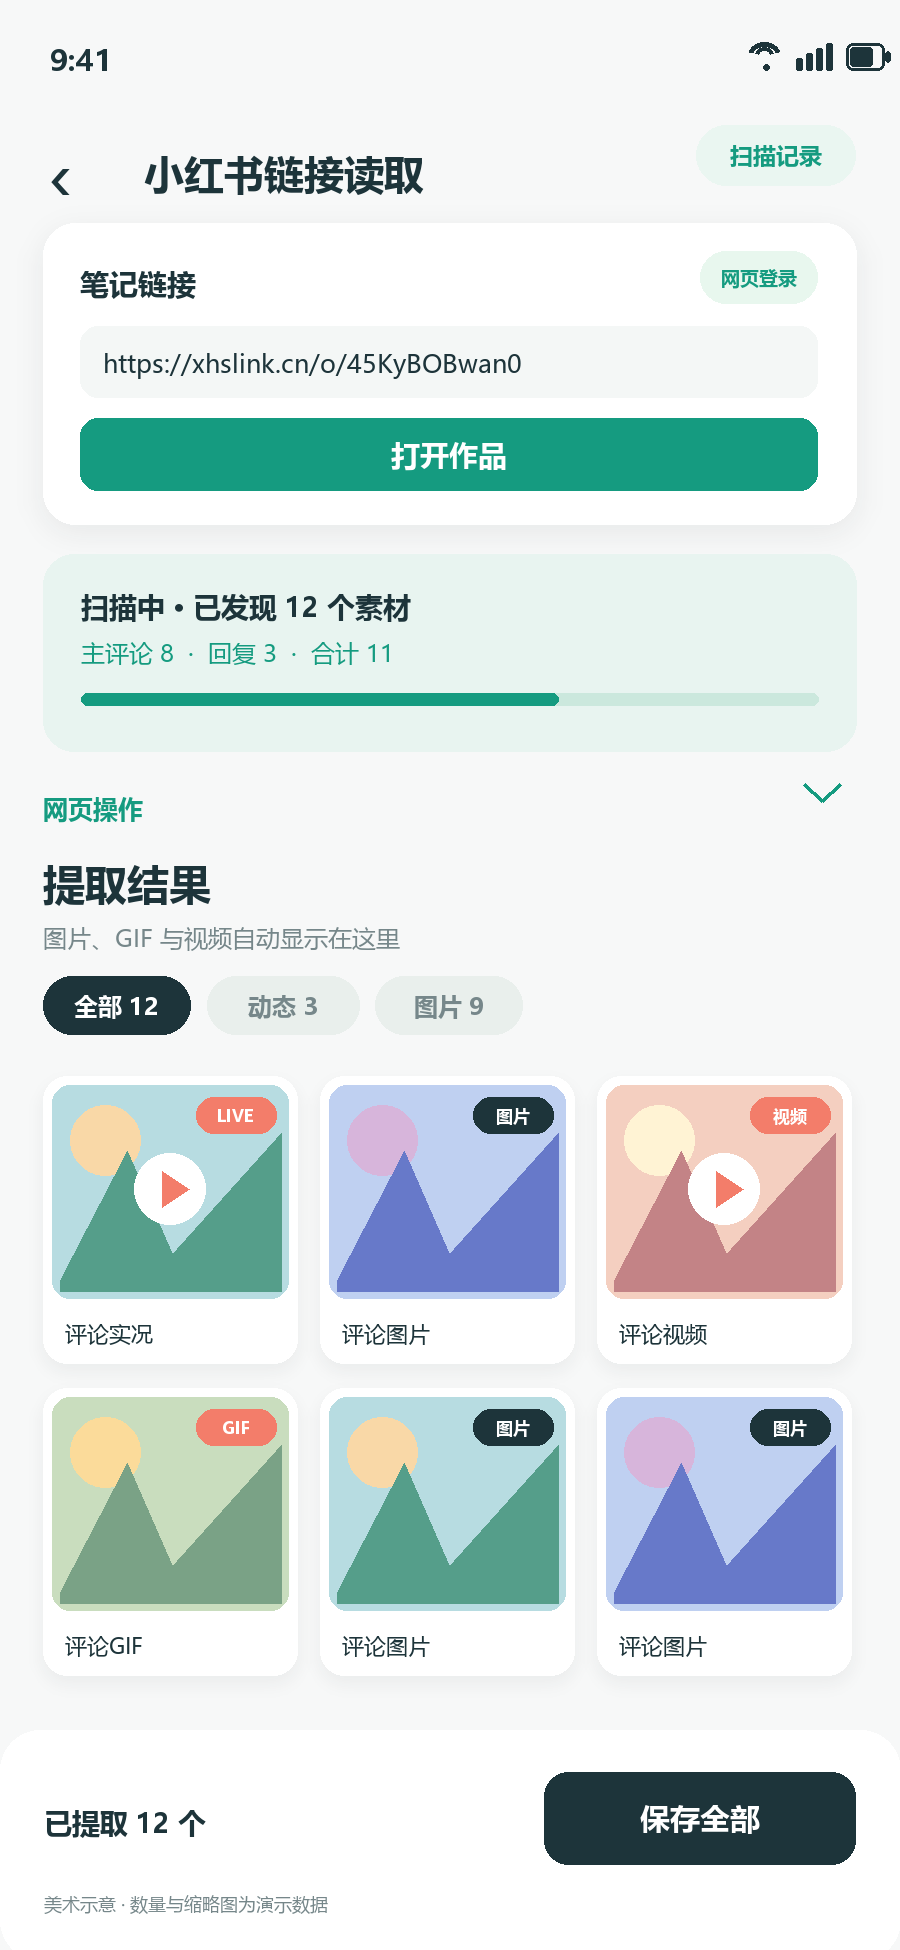 9:41
小红书链接读取
扫描记录
笔记链接
网页登录
https://xhslink.cn/o/45KyBOBwan0
打开作品
扫描中 • 已发现 12 个素材
主评论 8 · 回复 3 · 合计 11
网页操作
提取结果
图片、GIF 与视频自动显示在这里
全部 12
动态 3
图片 9
LIVE
图片
视频
评论实况
评论图片
评论视频
GIF
图片
图片
评论GIF
评论图片
评论图片
已提取 12 个
保存全部
美术示意 · 数量与缩略图为演示数据